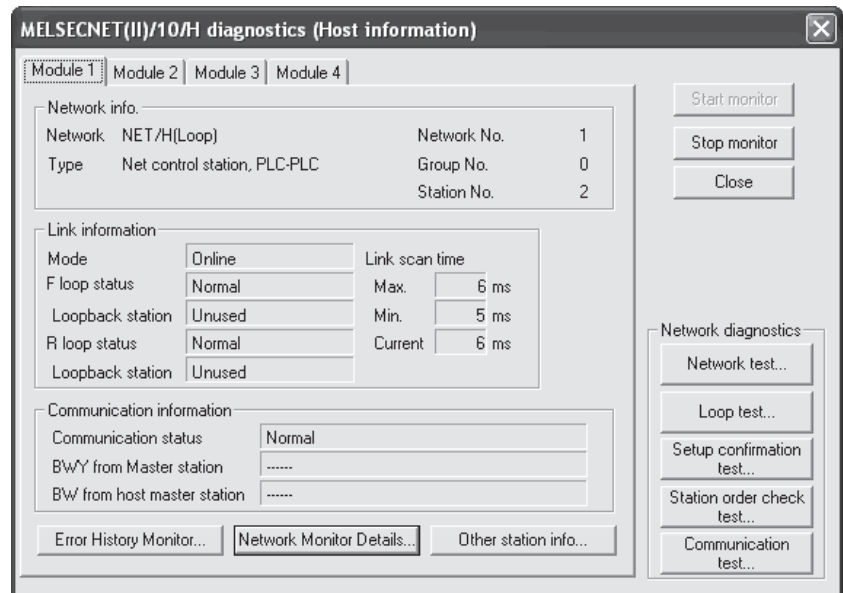 MELSECNET(II)/10/H diagnostics (Host information)
Module 1 Module 2 Module 3 Module 4
Network info.
Network NET/H(Loop) Network No. 1
Type Net control station, PLC-PLC Group No. 0
Station No. 2
Link information
Mode Online Link scan time
F loop status Normal Max. 6 ms
Loopback station Unused Min. 5 ms
R loop status Normal Current 6 ms
Loopback station Unused
Communication information
Communication status Normal
BWY from Master station ------
BW from host master station ------
Error History Monitor... Network Monitor Details... Other station info...
Start monitor
Stop monitor
Close
Network diagnostics
Network test...
Loop test...
Setup confirmation
test...
Station order check
test...
Communication
test...